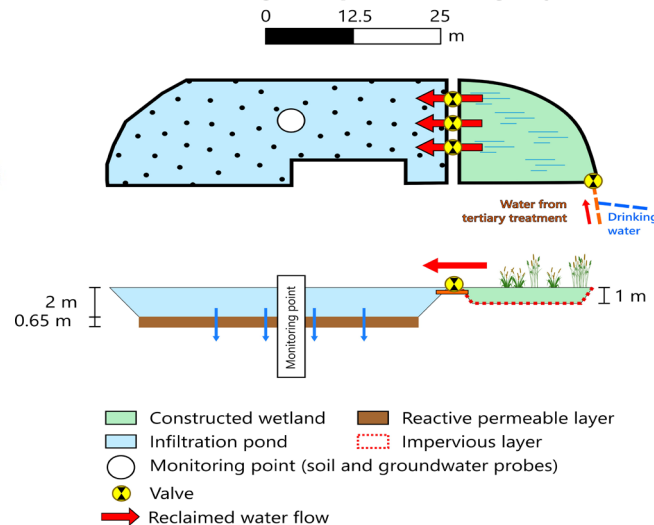 0 12.5 25
m
Water from
tertiary treatment
Drinking
water
2 m
0.65 m
1 m
Monitoring point
Constructed wetland
Reactive permeable layer
Infiltration pond
Impervious layer
Monitoring point (soil and groundwater probes)
Valve
Reclaimed water flow